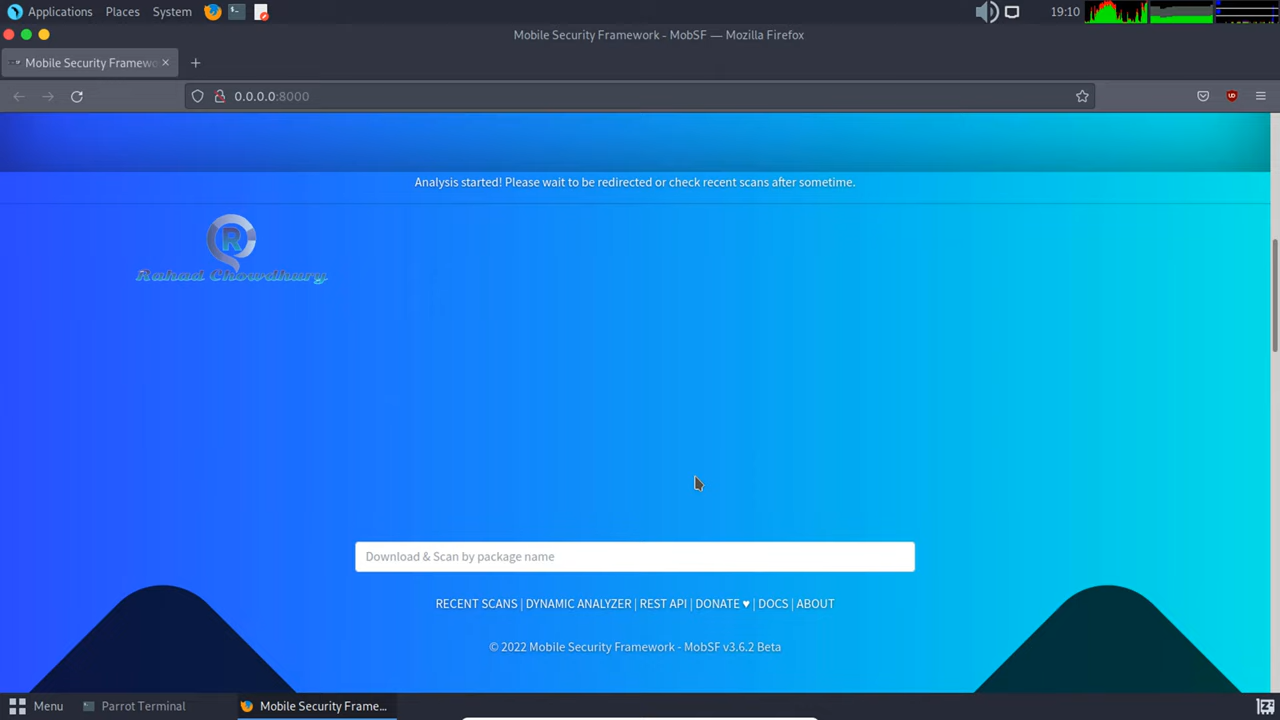 Applications Places System
19:10
Mobile Security Framework - MobSF — Mozilla Firefox
Mobile Security Framewo
0.0.0.0:8000
Analysis started! Please wait to be redirected or check recent scans after sometime.
R
Rahad Chowdhury
Download & Scan by package name
RECENT SCANS | DYNAMIC ANALYZER | REST API | DONATE ♥ | DOCS | ABOUT
© 2022 Mobile Security Framework - MobSF v3.6.2 Beta
Menu Parrot Terminal Mobile Security Frame...